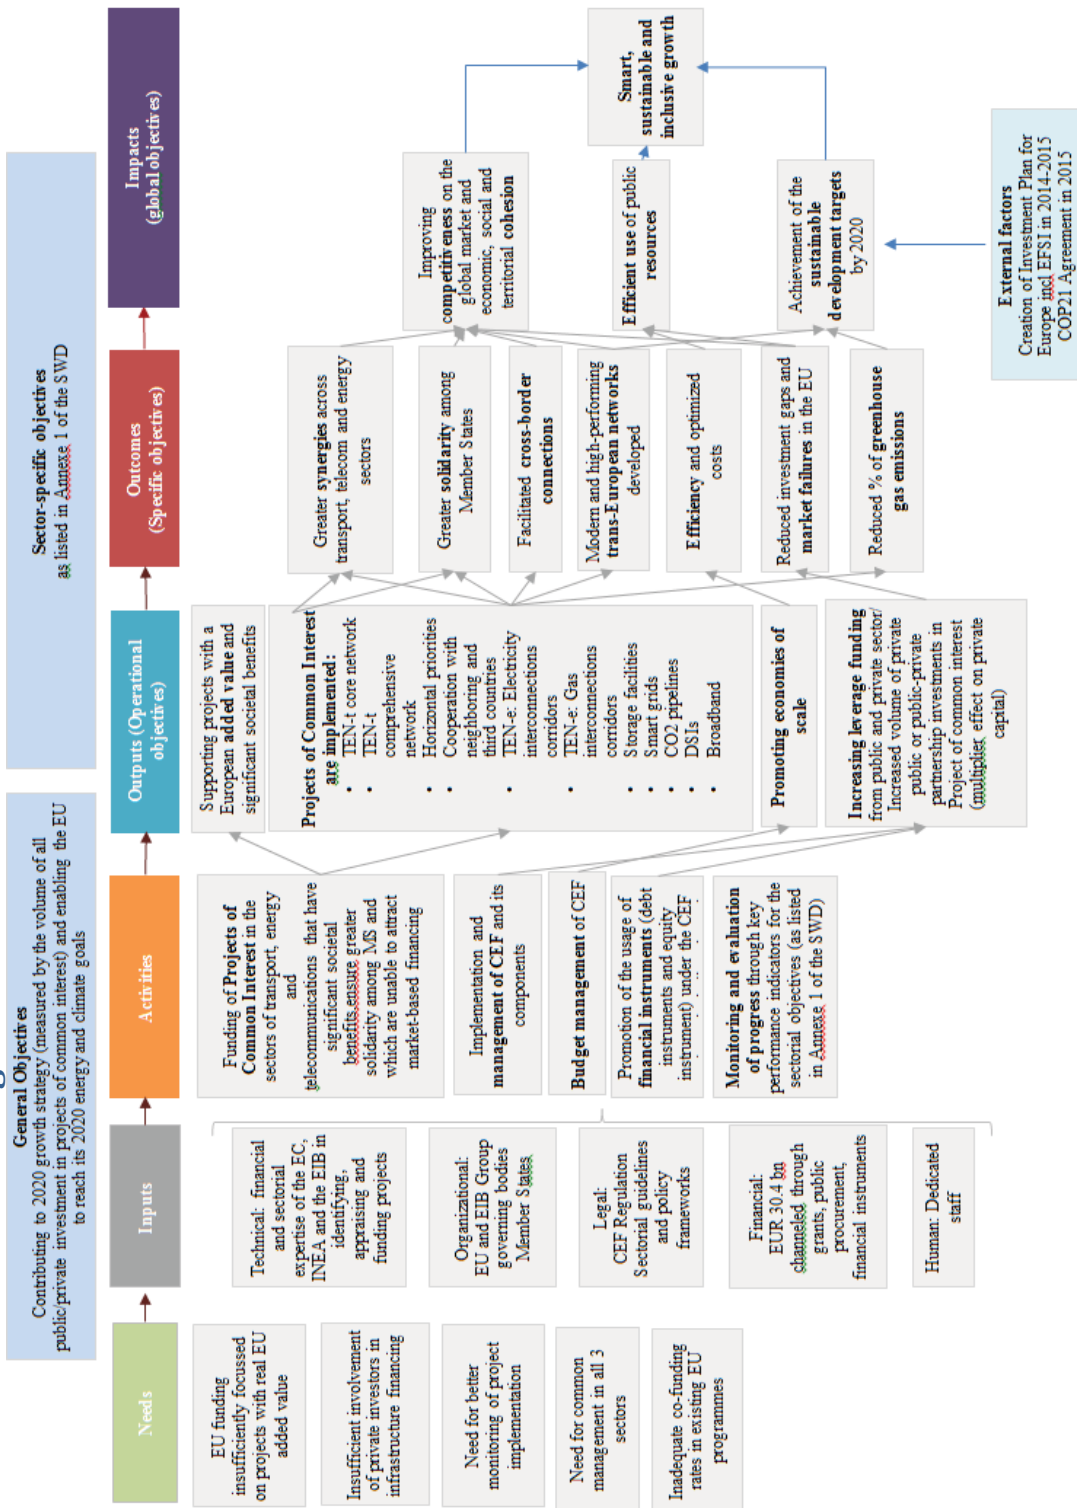 General Objectives
Contributing to 2020 growth strategy (measured by the volume of all
public/private investment in projects of common interest) and enabling the EU
to reach its 2020 energy and climate goals
Sector-specific objectives
as listed in Annexe 1 of the SWD
Needs
Inputs
Activities
Outputs (Operational
objectives)
Outcomes
(Specific objectives)
Impacts
(global objectives)
EU funding
insufficiently focussed
on projects with real EU
added value
Insufficient involvement
of private investors in
infrastructure financing
Need for better
monitoring of project
implementation
Need for common
management in all 3
sectors
Inadequate co-funding
rates in existing EU
programmes
Technical: financial
and sectorial
expertise of the EC,
INEA and the EIB in
identifying,
appraising and
funding projects
Organizational:
EU and EIB Group
governing bodies
Member States
Legal:
CEF Regulation
Sectorial guidelines
and policy
frameworks
Financial:
EUR 30.4 bn
channeled through
grants, public
procurement,
financial instruments
Human: Dedicated
staff
Funding of Projects of
Common Interest in the
sectors of transport, energy
and
telecommunications that have
significant societal
benefits,ensure greater
solidarity among MS and
which are unable to attract
market-based financing
Implementation and
management of CEF and its
components
Budget management of CEF
Promotion of the usage of
financial instruments (debt
instruments and equity
instrument) under the CEF
Monitoring and evaluation
of progress through key
performance indicators for the
sectorial objectives (as listed
in Annexe 1 of the SWD)
Supporting projects with a
European added value and
significant societal benefits
Projects of Common Interest
are implemented:
• TEN-t core network
• TEN-t
comprehensive
network
• Horizontal priorities
• Cooperation with
neighboring and
third countries
• TEN-e: Electricity
interconnections
corridors
• TEN-e: Gas
interconnections
corridors
• Storage facilities
• Smart grids
• CO2 pipelines
• DSIs
• Broadband
Promoting economies of
scale
Increasing leverage funding
from public and private sector/
Increased volume of private
public or public-private
partnership investments in
Project of common interest
(multiplier effect on private
capital)
Greater synergies across
transport, telecom and energy
sectors
Greater solidarity among
Member States
Facilitated cross-border
connections
Modern and high-performing
trans-European networks
developed
Efficiency and optimized
costs
Reduced investment gaps and
market failures in the EU
Reduced % of greenhouse
gas emissions
Improving
competitiveness on the
global market and
economic, social and
territorial cohesion
Efficient use of public
resources
Achievement of the
sustainable
development targets
by 2020
Smart,
sustainable and
inclusive growth
External factors
Creation of Investment Plan for
Europe incl EFSI in 2014-2015
COP21 Agreement in 2015